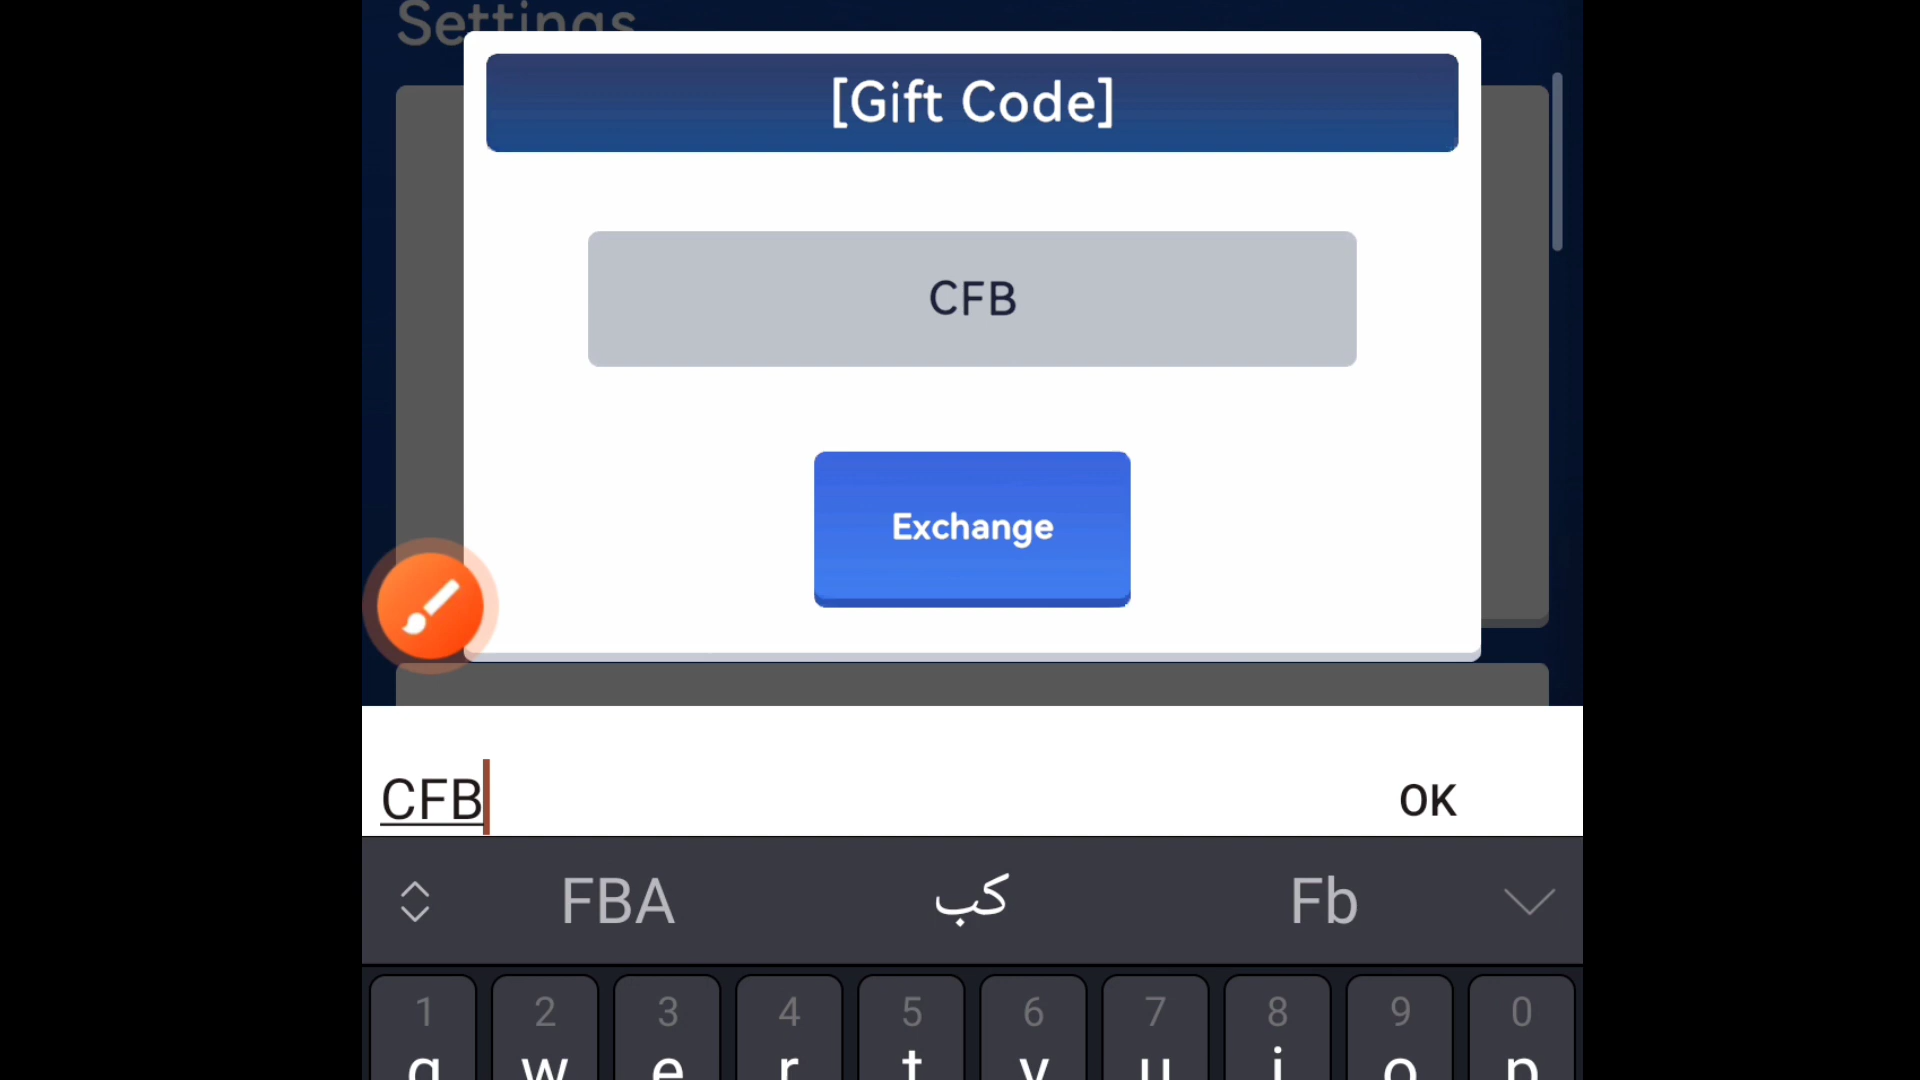 Settings
[Gift Code]
CFB
Exchange
CFB
OK
FBA کب Fb
1 2 3 4 5 6 7 8 9 0
q w e r t y u i o p